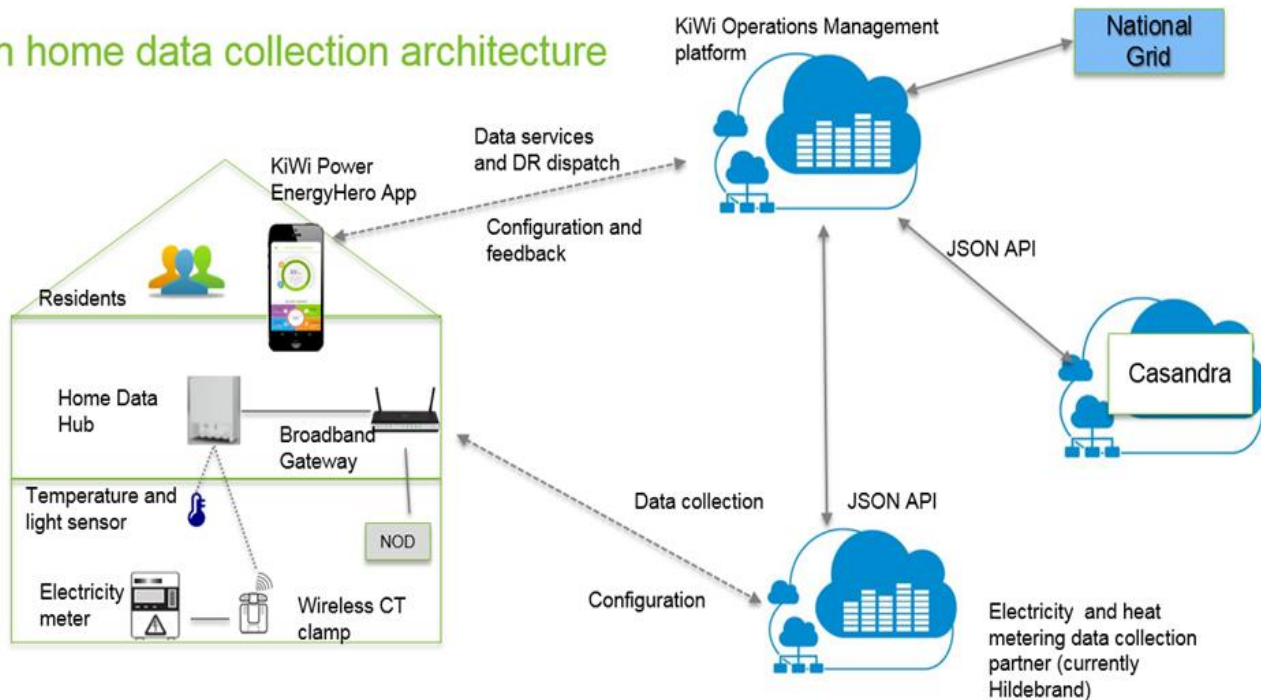 n home data collection architecture
KiWi Operations Management
platform
National
Grid
Data services
and DR dispatch
KiWi Power
EnergyHero App
Configuration and
feedback
JSON API
Residents
Casandra
Home Data
Hub
Broadband
Gateway
Temperature and
light sensor
NOD
Data collection
JSON API
Electricity
meter
Wireless CT
clamp
Configuration
Electricity and heat
metering data collection
partner (currently
Hildebrand)